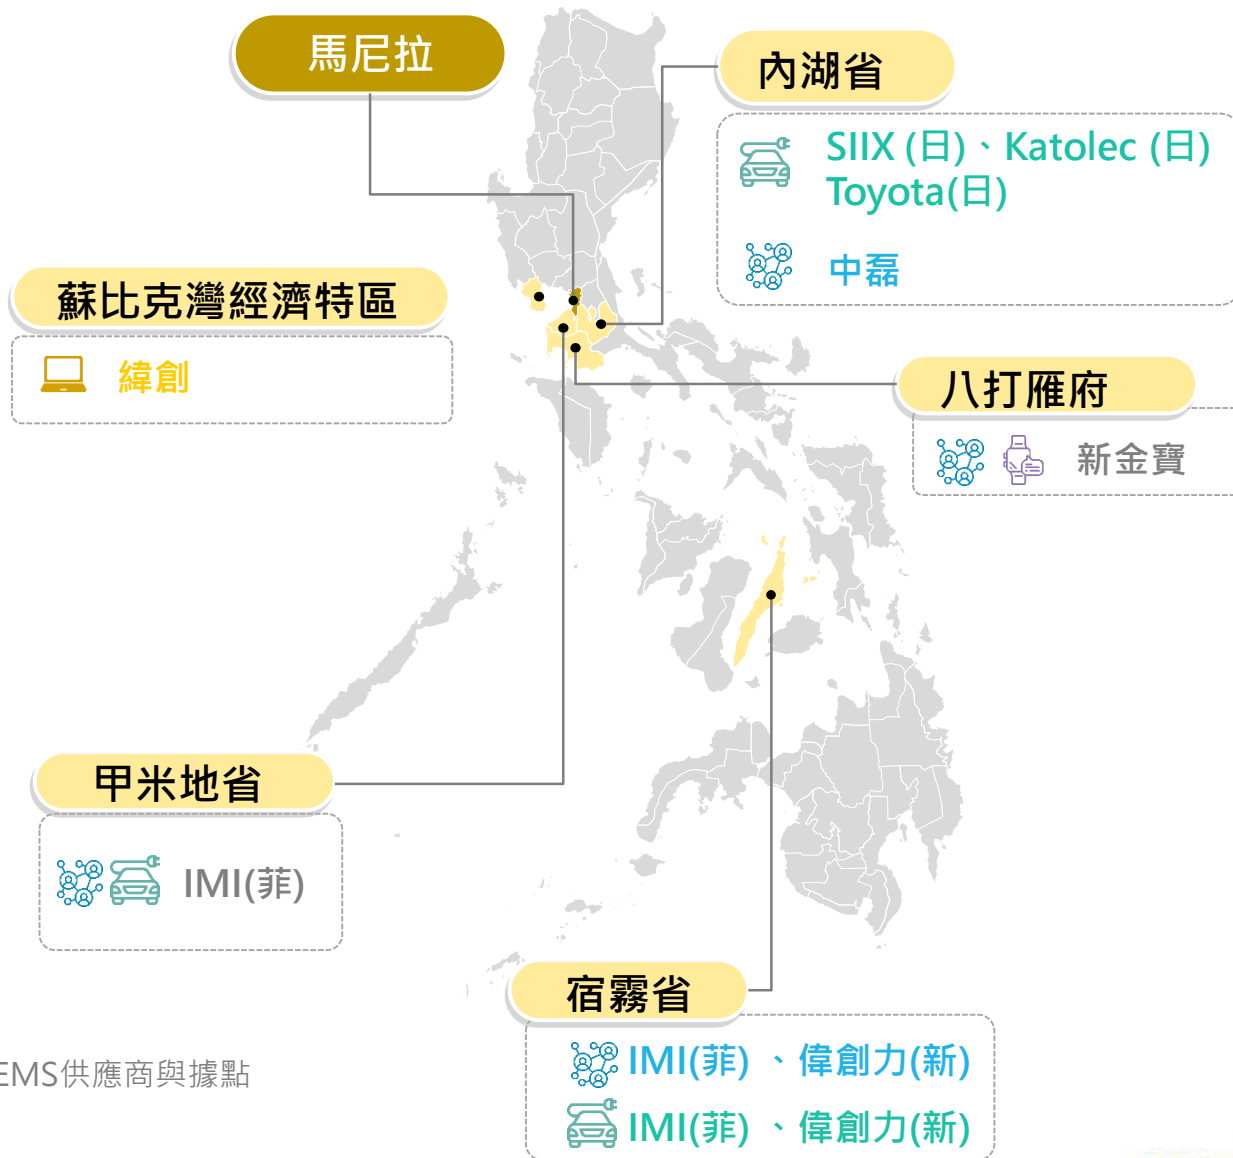 馬尼拉
內湖省
SIIX (日)、Katolec (日)
Toyota(日)
中磊
蘇比克灣經濟特區
緯創
八打雁府
新金寶
甲米地省
IMI(菲)
宿霧省
IMI(菲) 、偉創力(新)
IMI(菲) 、偉創力(新)
EMS供應商與據點